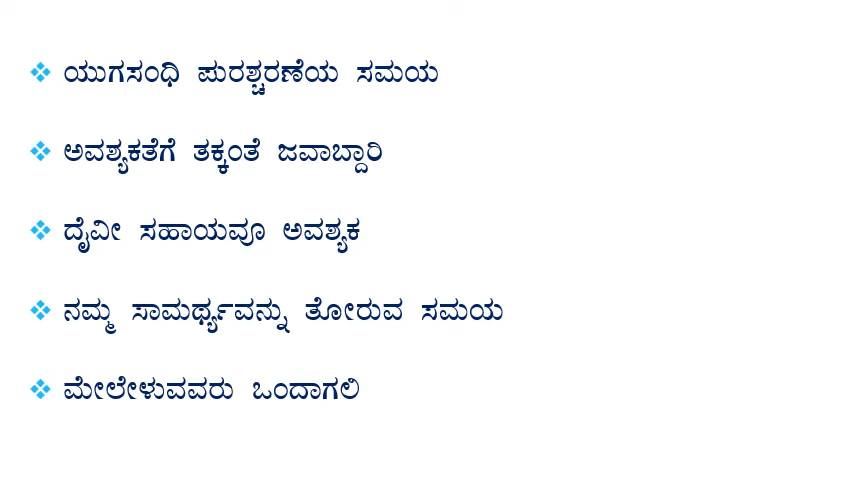 ಯುಗಸಂಧಿ ಪುರಶ್ಚರಣೆಯ ಸಮಯ
ಅವಶ್ಯಕತೆಗೆ ತಕ್ಕಂತೆ ಜವಾಬ್ದಾರಿ
ದೈವೀ ಸಹಾಯವೂ ಅವಶ್ಯಕ
ನಮ್ಮ ಸಾಮರ್ಥ್ಯವನ್ನು ತೋರುವ ಸಮಯ
ಮೇಲೇಳುವವರು ಒಂದಾಗಲಿ